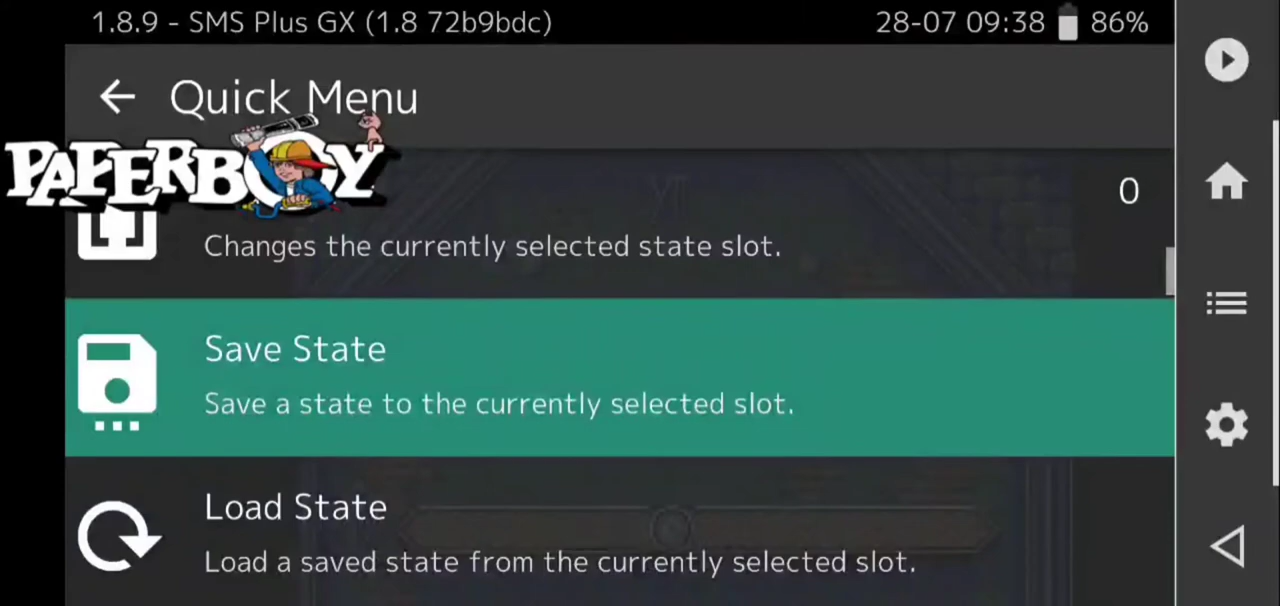 1.8.9 - SMS Plus GX (1.8 72b9bdc)
28-07 09:38 86%
Quick Menu
PAPERBOY
0
Changes the currently selected state slot.
Save State
Save a state to the currently selected slot.
Load State
Load a saved state from the currently selected slot.